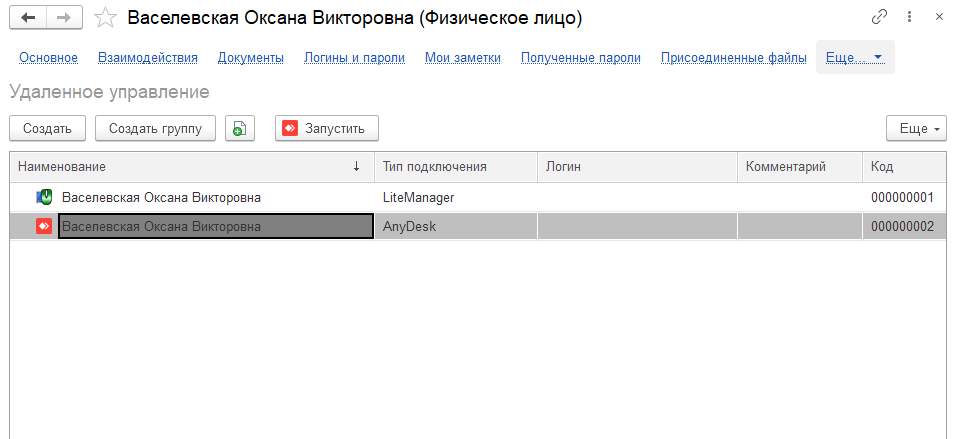 Васелевская Оксана Викторовна (Физическое лицо)
Основное Взаимодействия Документы Логины и пароли Мои заметки Полученные пароли Присоединенные файлы Еще...
Удаленное управление
Создать Создать группу Запустить Еще
Наименование Тип подключения Логин Комментарий Код
Васелевская Оксана Викторовна LiteManager 000000001
Васелевская Оксана Викторовна AnyDesk 000000002